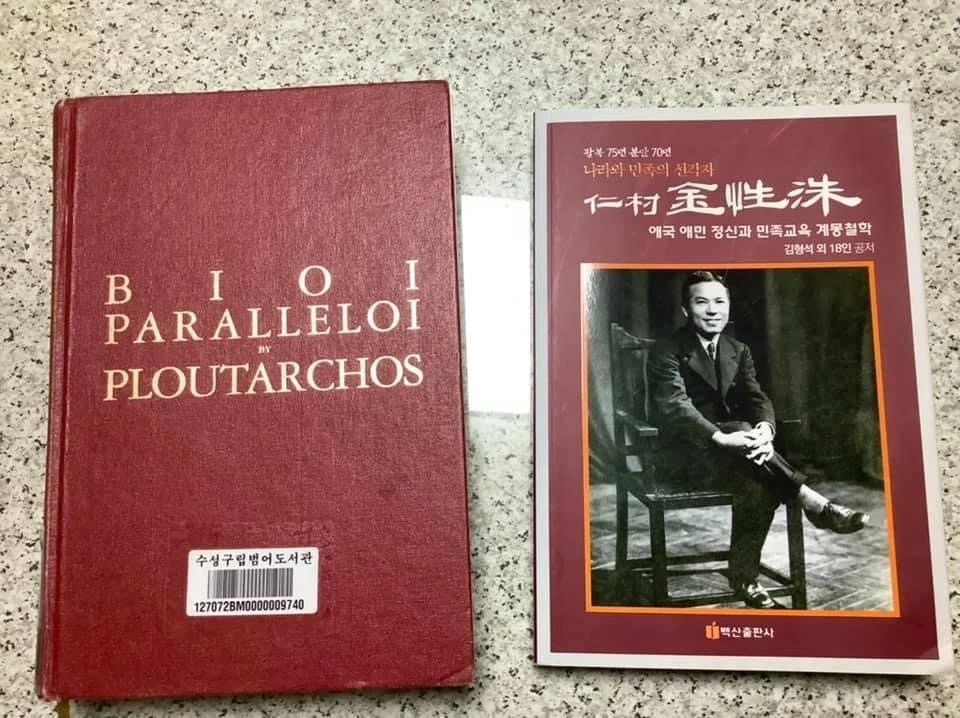 B I O I
PARALLELOI
BY
PLOUTARCHOS
수성구립범어도서관
127072BM0000009740
광복 75년 분단 70년
나라와 민족의 선각자
仁村 金性洙
애국 애민 정신과 민족교육 계몽철학
김형석 외 18인 공저
백산출판사